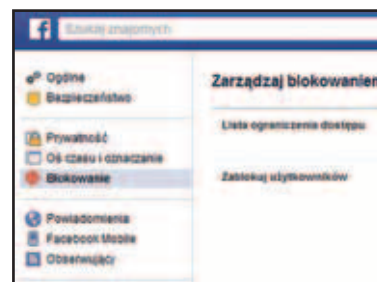 f
Szukaj znajomych
Ogólne
Bezpieczeństwo
Prywatność
Oś czasu i oznaczanie
Blokowanie
Powiadomienia
Facebook Mobile
Obserwujący
Zarządzaj blokowaniem
Lista ograniczenia dostępu
Zablokuj użytkowników